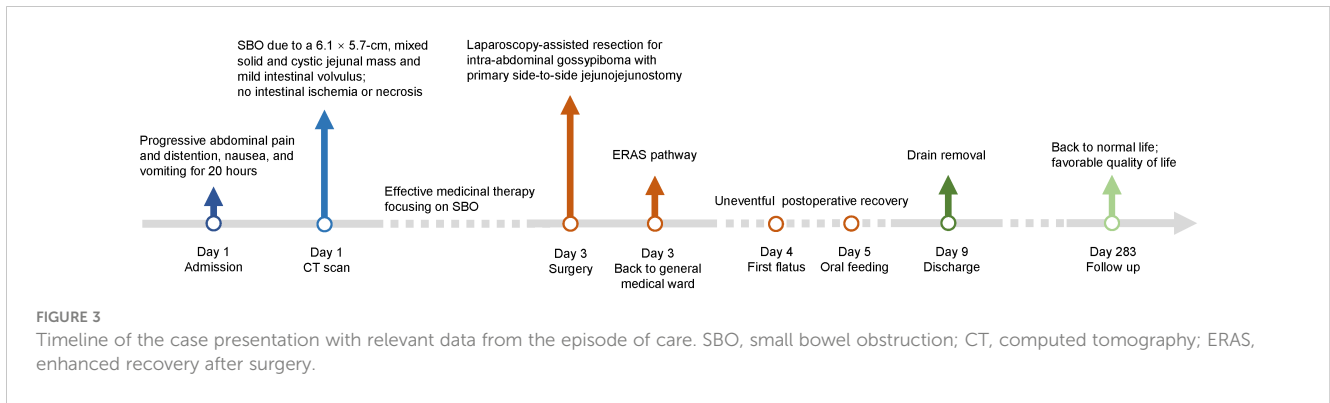 SBO due to a 6.1 × 5.7-cm, mixed
solid and cystic jejunal mass and
mild intestinal volvulus;
no intestinal ischemia or necrosis
Laparoscopy-assisted resection for
intra-abdominal gossypiboma with
primary side-to-side jejunojejunostomy
Progressive abdominal pain
and distention, nausea, and
vomiting for 20 hours
ERAS pathway
Drain removal
Back to normal life;
favorable quality of life
Effective medicinal therapy
focusing on SBO
Uneventful postoperative recovery
Day 1
Admission
Day 1
CT scan
Day 3
Surgery
Day 3
Back to general
medical ward
Day 4
First flatus
Day 5
Oral feeding
Day 9
Discharge
Day 283
Follow up
FIGURE 3
Timeline of the case presentation with relevant data from the episode of care. SBO, small bowel obstruction; CT, computed tomography; ERAS,
enhanced recovery after surgery.